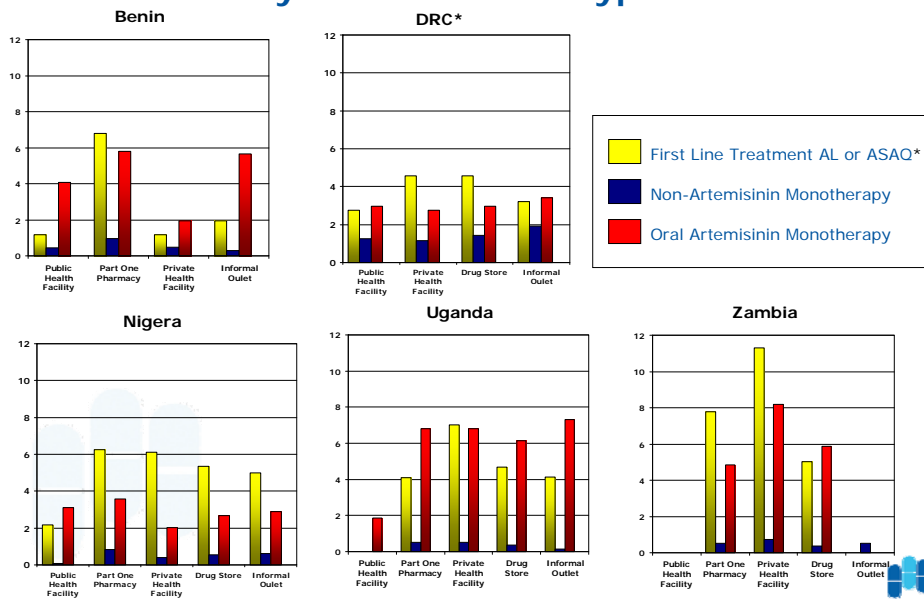 Benin
12
10
8
6
4
2
0
Public
Health
Facility
Part One
Pharmacy
Private
Health
Facility
Informal
Oulet
DRC*
12
10
8
6
4
2
0
Public
Health
Facility
Private
Health
Facility
Drug Store
Informal
Oulet
First Line Treatment AL or ASAQ*
Non-Artemisinin Monotherapy
Oral Artemisinin Monotherapy
Nigera
12
10
8
6
4
2
0
Public
Health
Facility
Part One
Pharmacy
Private
Health
Facility
Drug Store
Informal
Oulet
Uganda
12
10
8
6
4
2
0
Public
Health
Facility
Part One
Pharmacy
Private
Health
Facility
Drug
Store
Informal
Outlet
Zambia
12
10
8
6
4
2
0
Public
Health
Facility
Part One
Pharmacy
Private
Health
Facility
Drug
Store
Informal
Outlet